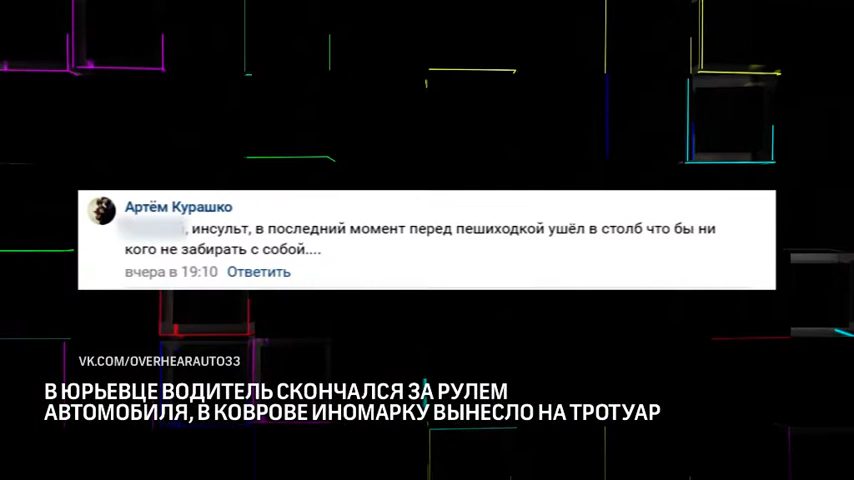 Артём Курашко
, инсульт, в последний момент перед пешиходкой ушёл в столб что бы ни
кого не забирать с собой....
вчера в 19:10 Ответить
VK.COM/OVERHEARAUTO33
В ЮРЬЕВЦЕ ВОДИТЕЛЬ СКОНЧАЛСЯ ЗА РУЛЕМ
АВТОМОБИЛЯ, В КОВРОВЕ ИНОМАРКУ ВЫНЕСЛО НА ТРОТУАР